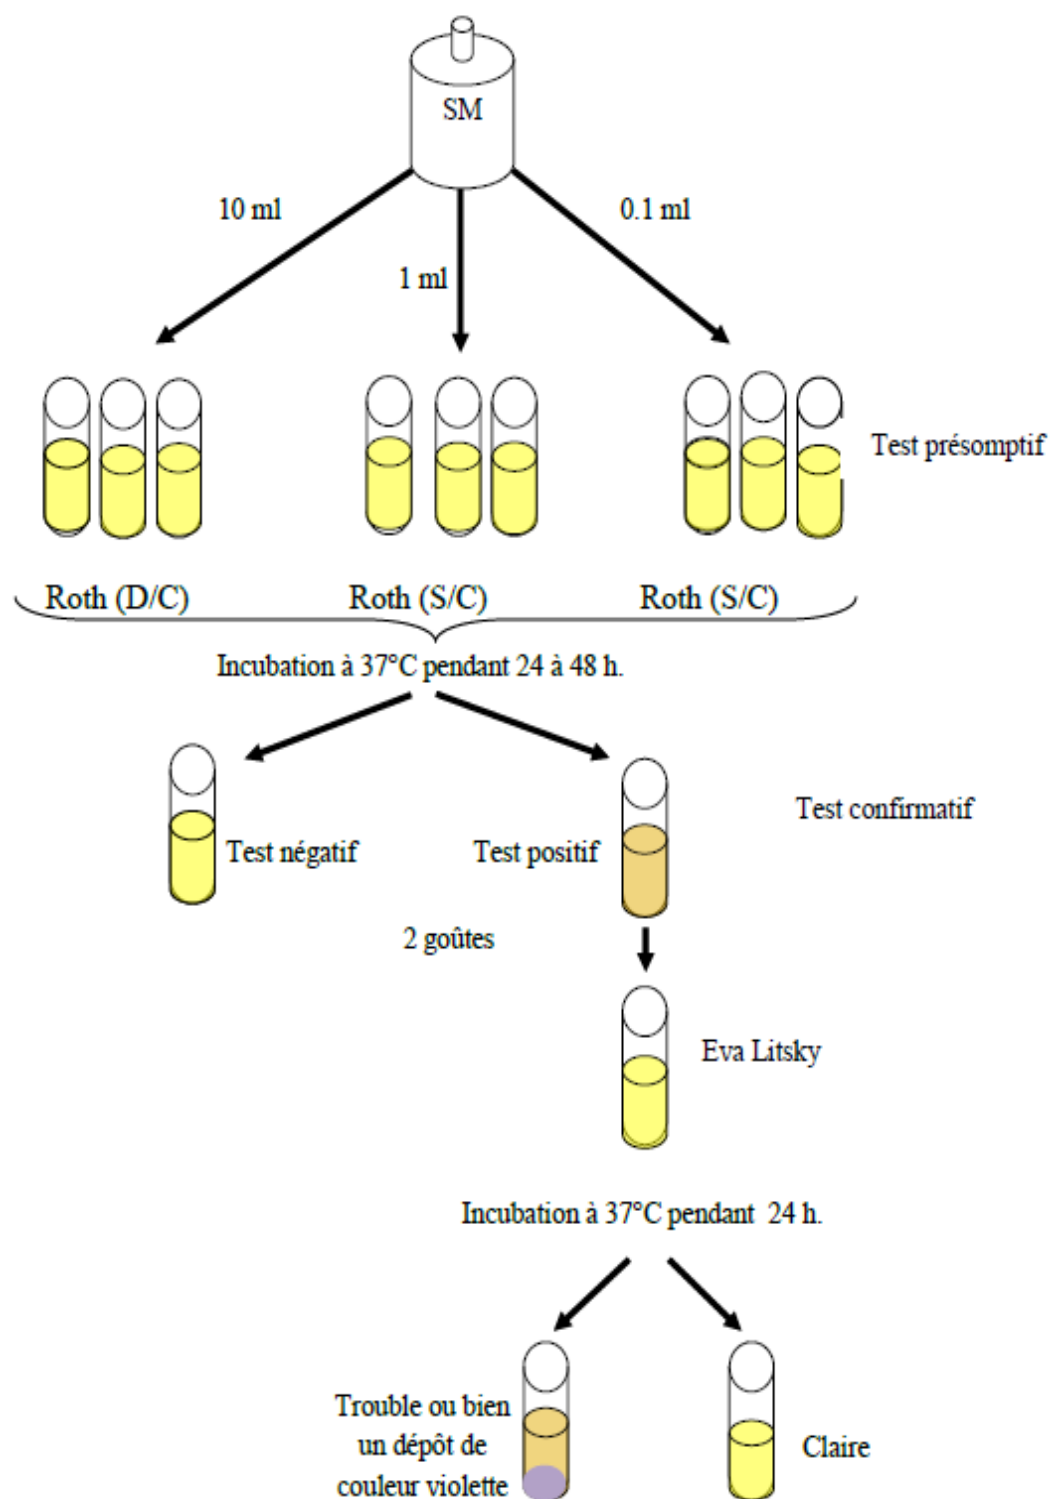 SM
10 ml
0.1 ml
1 ml
Test présomptif
Roth (D/C)
Roth (S/C)
Roth (S/C)
Incubation à 37°C pendant 24 à 48 h.
Test confirmatif
Test négatif
Test positif
2 goûtes
Eva Litsky
Incubation à 37°C pendant 24 h.
Trouble ou bien
un dépôt de
couleur violette
Claire